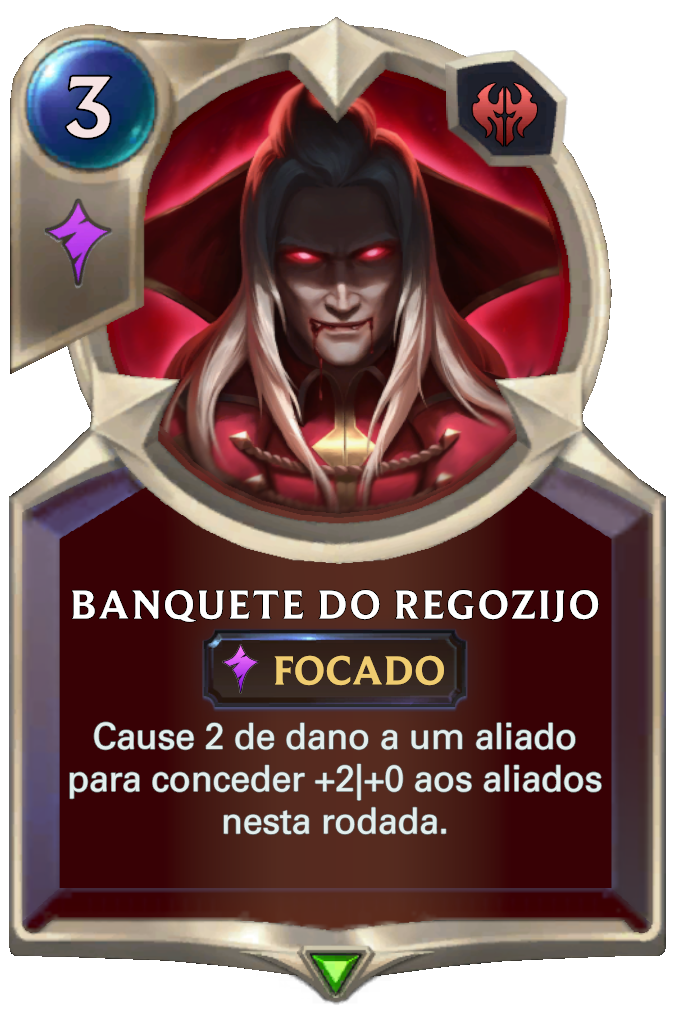 3
BANQUETE DO REGOZIJO
FOCADO
Cause 2 de dano a um aliado
para conceder +2|+0 aos aliados
nesta rodada.